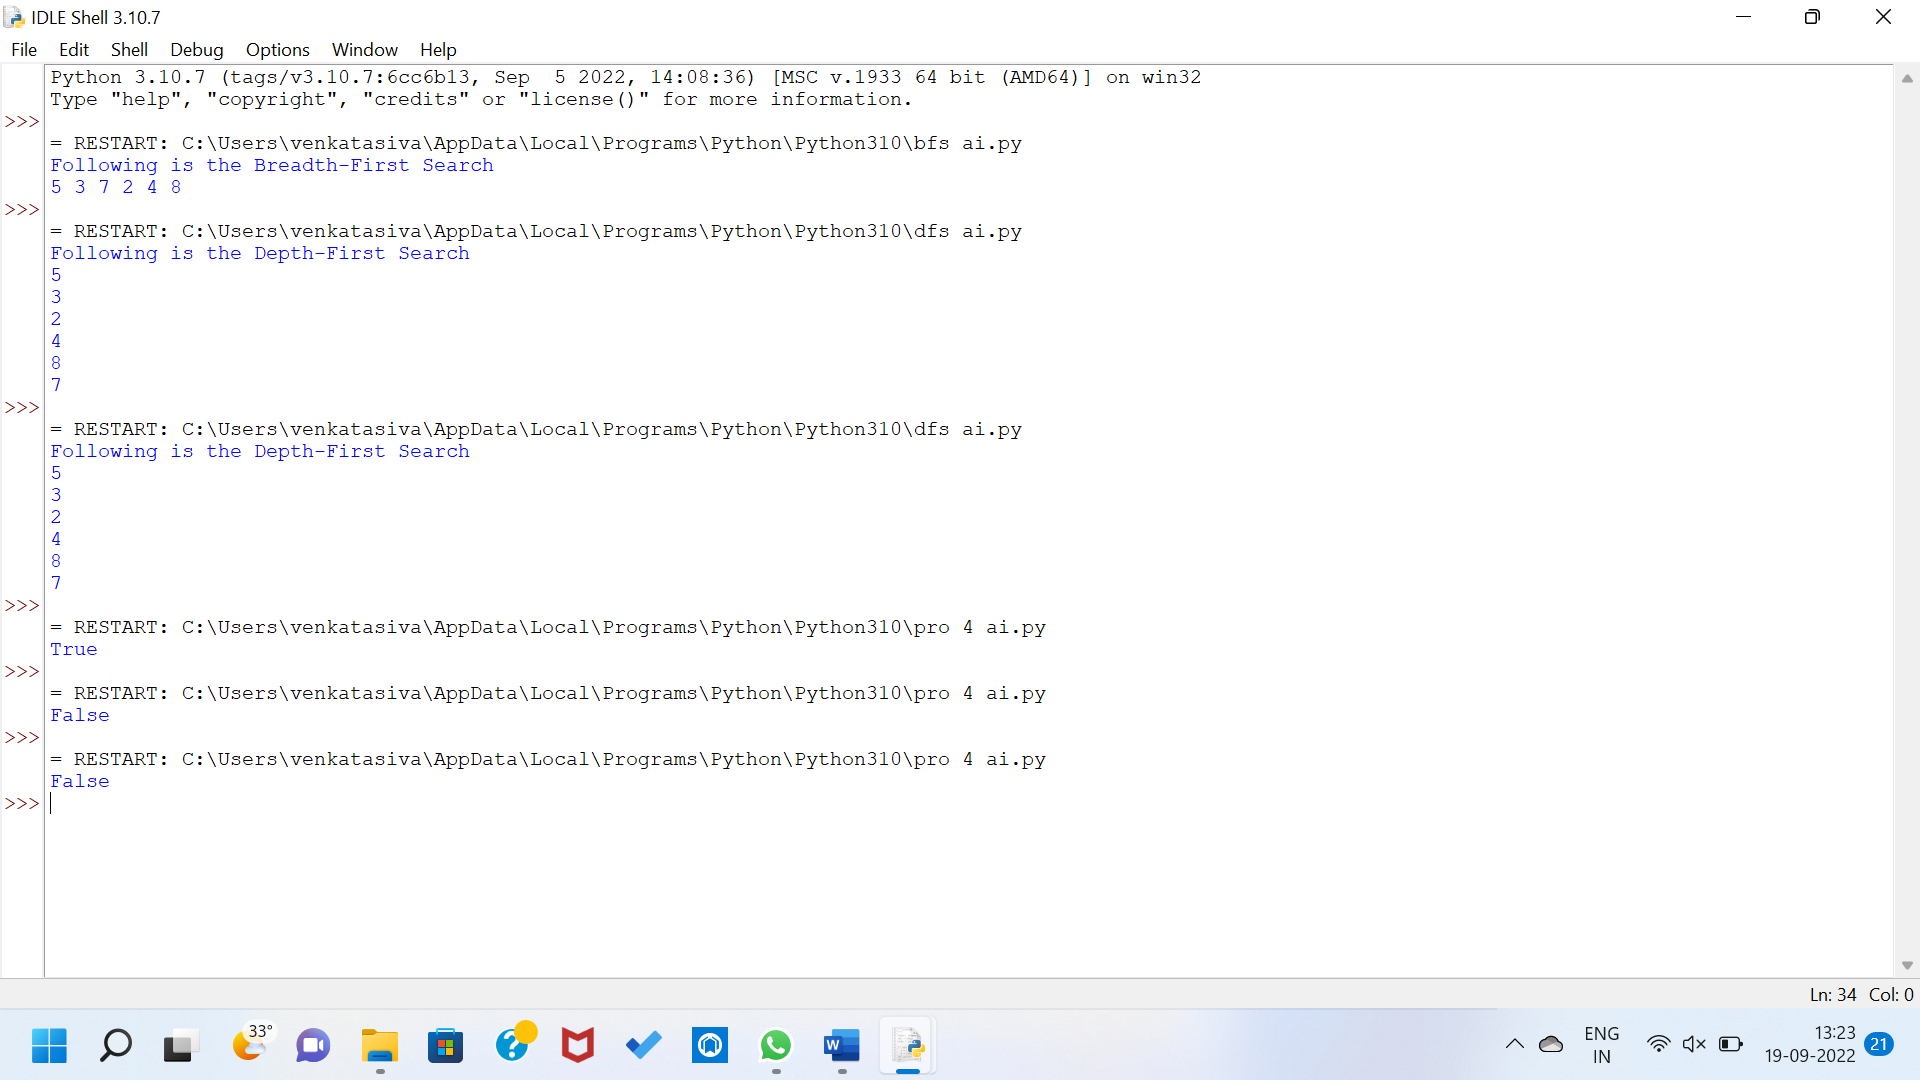 IDLE Shell 3.10.7
File Edit Shell Debug Options Window Help
Python 3.10.7 (tags/v3.10.7:6cc6b13, Sep  5 2022, 14:08:36) [MSC v.1933 64 bit (AMD64)] on win32
Type "help", "copyright", "credits" or "license()" for more information.
>>>
= RESTART: C:\Users\venkatasiva\AppData\Local\Programs\Python\Python310\bfs ai.py
Following is the Breadth-First Search
5 3 7 2 4 8
>>>
= RESTART: C:\Users\venkatasiva\AppData\Local\Programs\Python\Python310\dfs ai.py
Following is the Depth-First Search
5
3
2
4
8
7
>>>
= RESTART: C:\Users\venkatasiva\AppData\Local\Programs\Python\Python310\dfs ai.py
Following is the Depth-First Search
5
3
2
4
8
7
>>>
= RESTART: C:\Users\venkatasiva\AppData\Local\Programs\Python\Python310\pro 4 ai.py
True
>>>
= RESTART: C:\Users\venkatasiva\AppData\Local\Programs\Python\Python310\pro 4 ai.py
False
>>>
= RESTART: C:\Users\venkatasiva\AppData\Local\Programs\Python\Python310\pro 4 ai.py
False
>>>
Ln: 34 Col: 0
33°
?
W
ENG
IN
13:23
19-09-2022
21